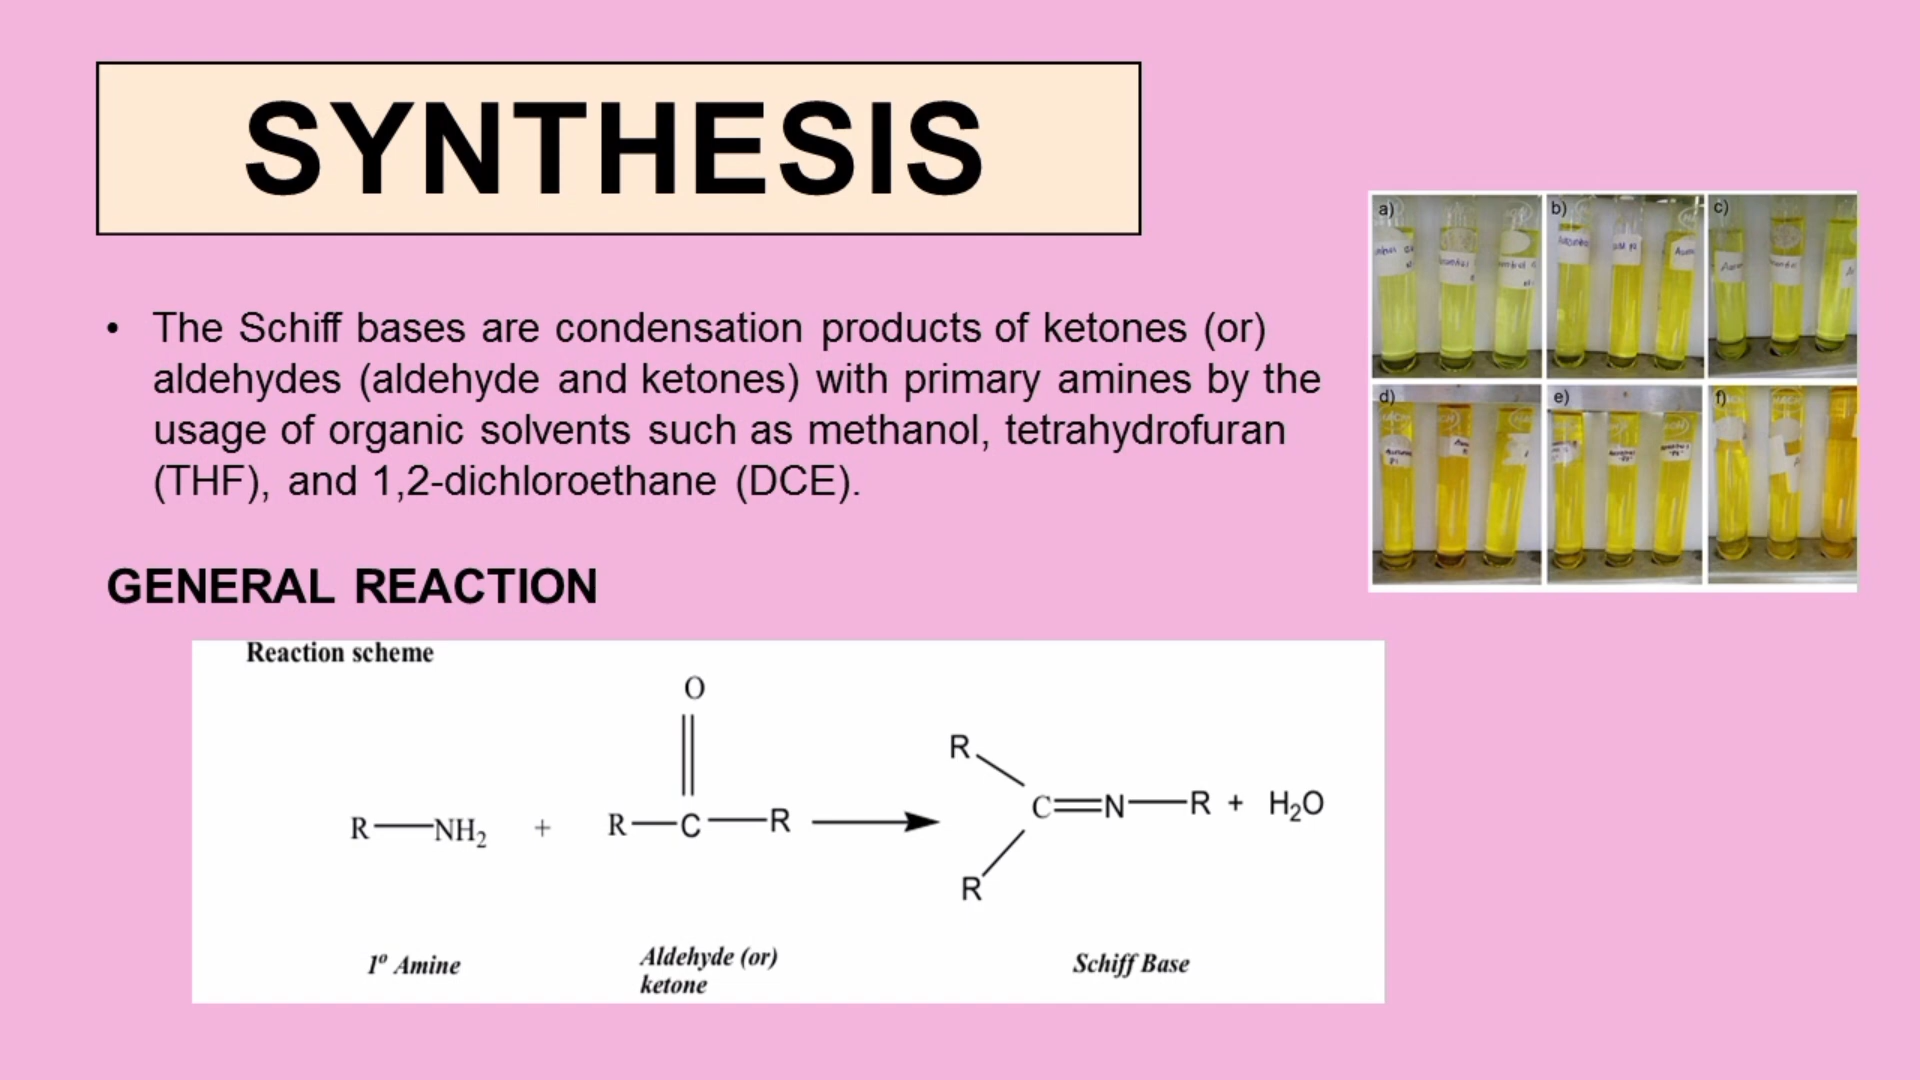 SYNTHESIS
• The Schiff bases are condensation products of ketones (or)
aldehydes (aldehyde and ketones) with primary amines by the
usage of organic solvents such as methanol, tetrahydrofuran
(THF), and 1,2-dichloroethane (DCE).
a) b) c)
d) e) f)
GENERAL REACTION
Reaction scheme
O
R
R—NH₂ + R—C—R C=N—R + H₂O
R
1º Amine Aldehyde (or) Schiff Base
ketone